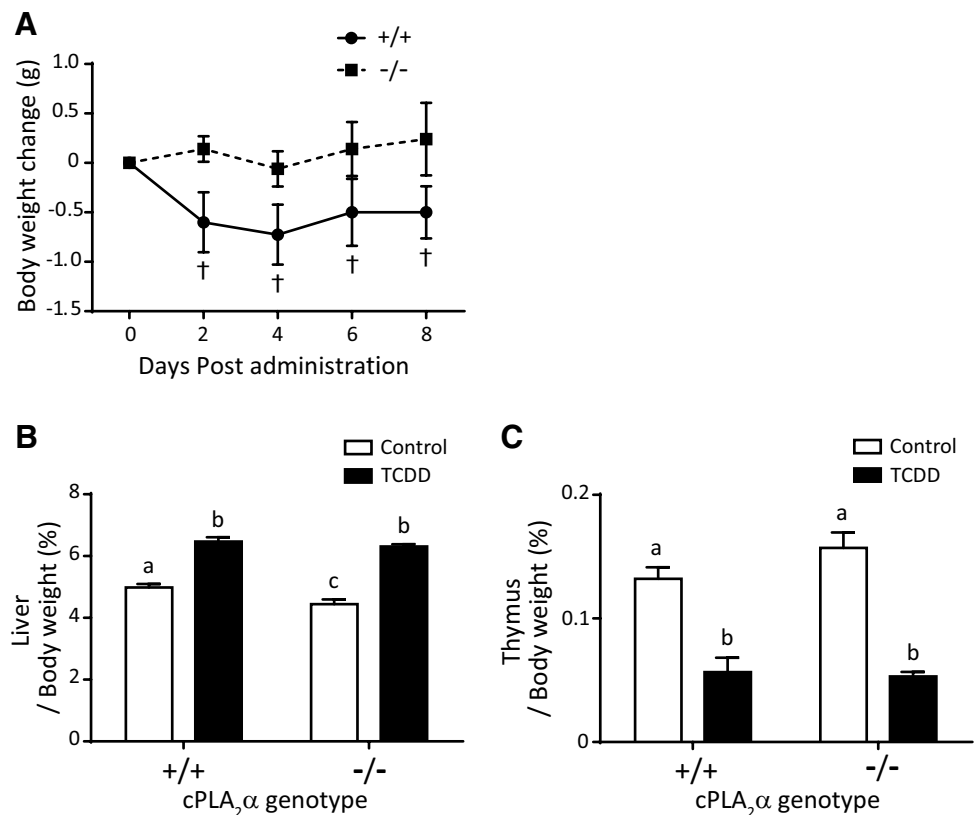 A
+/+
-/-
1.0
0.5
0
-0.5
-1.0
-1.5
Body weight change (g)
† † † †
0 2 4 6 8
Days Post administration
B
Control
TCDD
8
6
4
2
0
Liver
/ Body weight (%)
a b c b
+/+ -/-
cPLA₂α genotype
C
Control
TCDD
0.2
0.1
0
Thymus
/ Body weight (%)
a b a b
+/+ -/-
cPLA₂α genotype